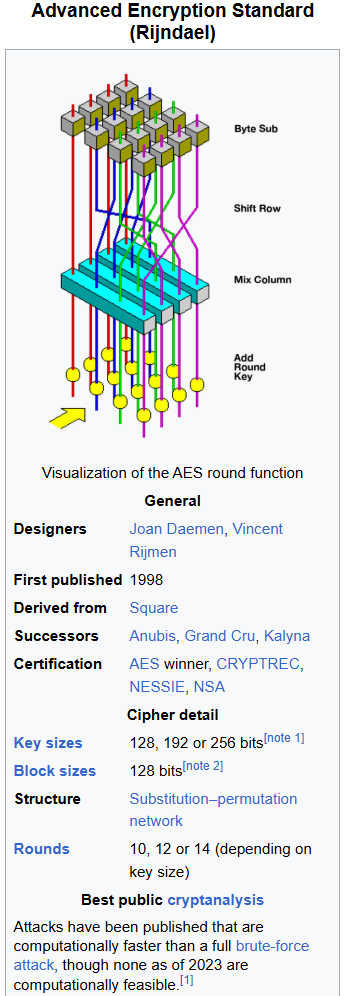 Advanced Encryption Standard
(Rijndael)
Byte Sub
Shift Row
Mix Column
Add
Round
Key
Visualization of the AES round function
General
Designers Joan Daemen, Vincent
Rijmen
First published 1998
Derived from Square
Successors Anubis, Grand Cru, Kalyna
Certification AES winner, CRYPTREC,
NESSIE, NSA
Cipher detail
Key sizes 128, 192 or 256 bits[note 1]
Block sizes 128 bits[note 2]
Structure Substitution–permutation
network
Rounds 10, 12 or 14 (depending on
key size)
Best public cryptanalysis
Attacks have been published that are
computationally faster than a full brute-force
attack, though none as of 2023 are
computationally feasible.[1]